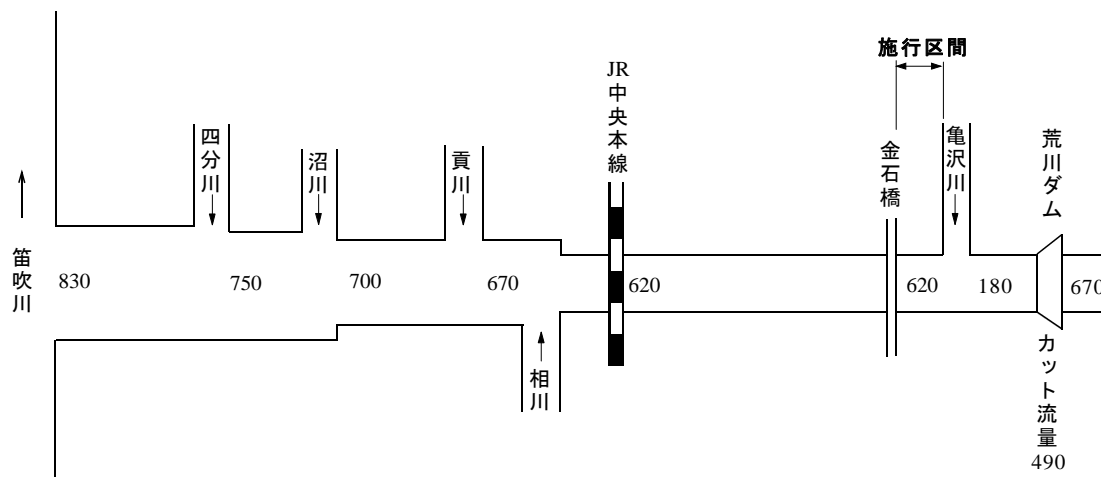 施行区間
JR中央本線
金石橋
亀沢川
荒川ダム
四分川
沼川
貢川
笛吹川
830
750
700
670
620
620
180
670
相川
カット流量
490